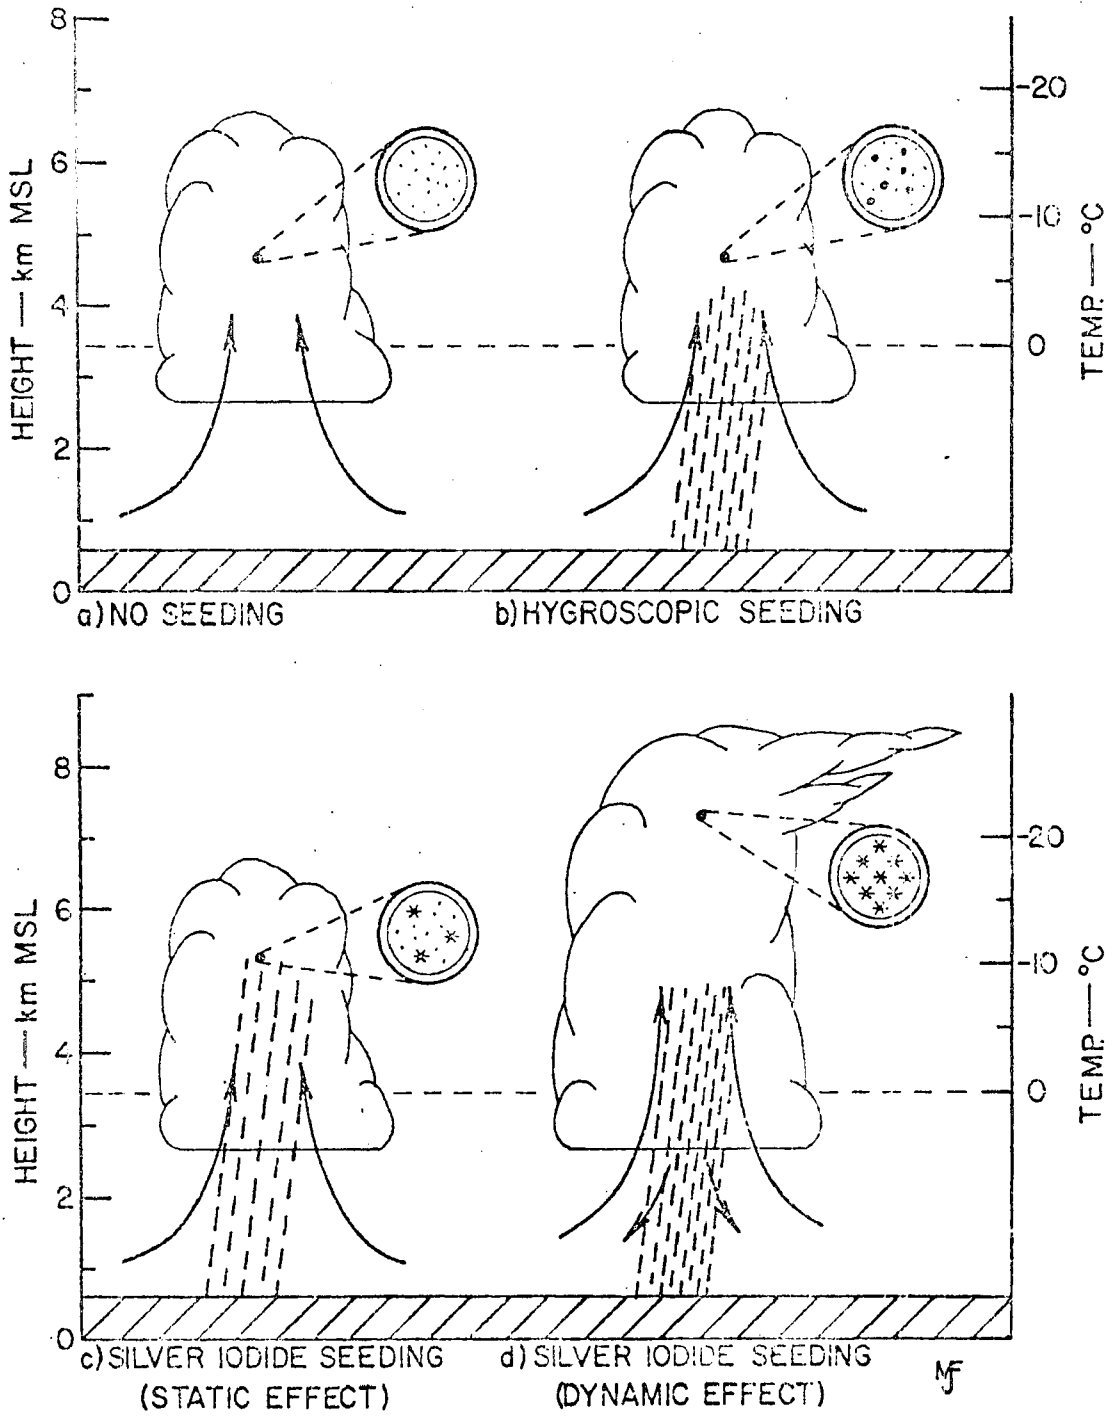 8
6
4
2
0
HEIGHT — km MSL
-20
-10
0
TEMP. — °C
a) NO SEEDING
b) HYGROSCOPIC SEEDING
8
6
4
2
0
HEIGHT — km MSL
-20
-10
0
TEMP. — °C
c) SILVER IODIDE SEEDING
(STATIC EFFECT)
d) SILVER IODIDE SEEDING
(DYNAMIC EFFECT)